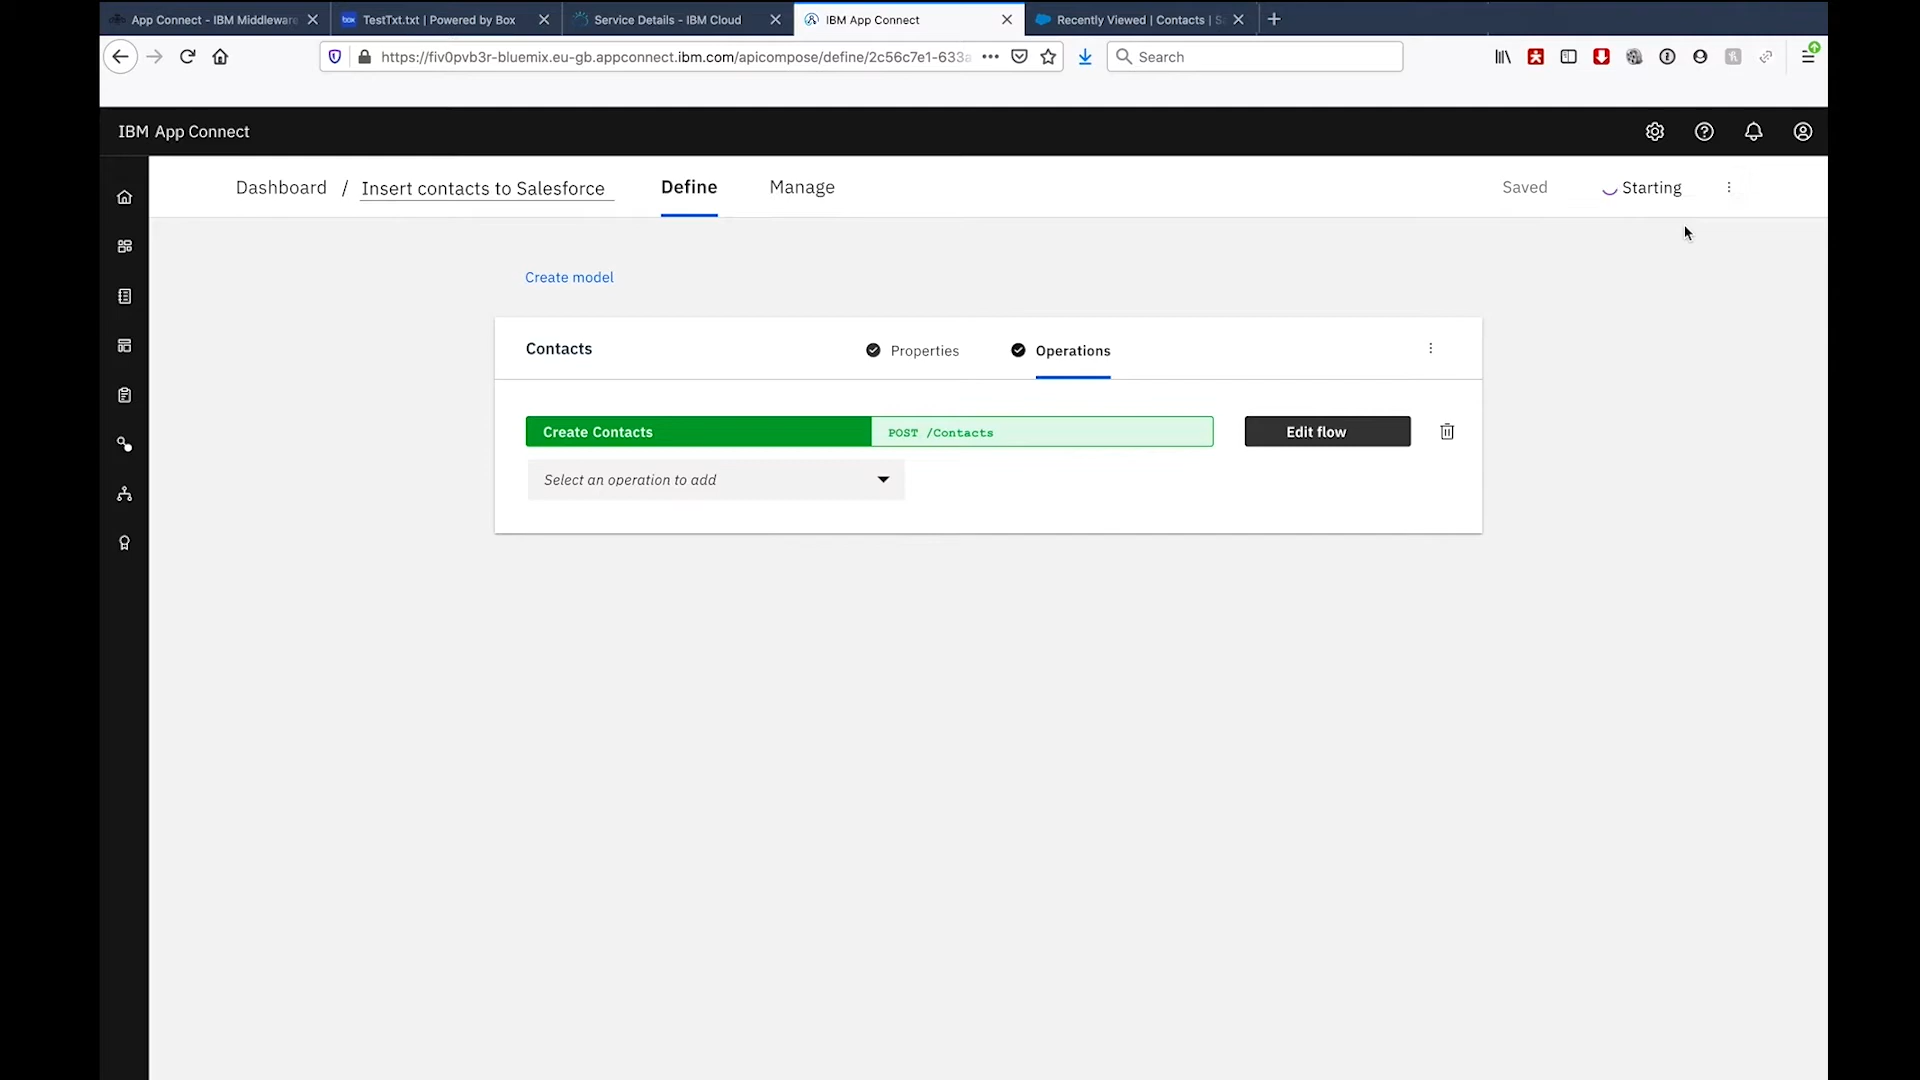 App Connect - IBM Middleware
TestTxt.txt | Powered by Box
Service Details - IBM Cloud
IBM App Connect
Recently Viewed | Contacts | S
https://fiv0pvb3r-bluemix.eu-gb.appconnect.ibm.com/apicompose/define/2c56c7e1-633a
Search
IBM App Connect
Dashboard / Insert contacts to Salesforce
Define
Manage
Saved
Starting
Create model
Contacts
Properties
Operations
Create Contacts
POST /Contacts
Edit flow
Select an operation to add